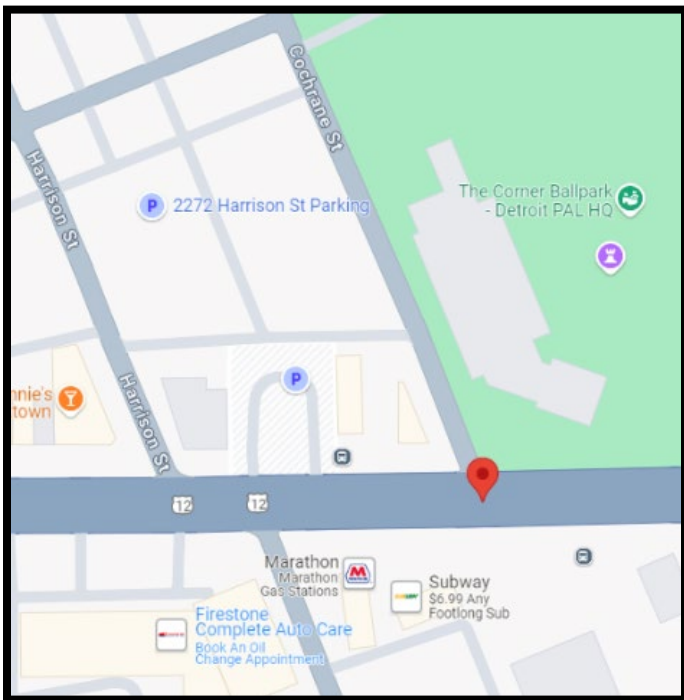 Cochrane St
Harrison St
The Corner Ballpark
- Detroit PAL HQ
P
2272 Harrison St Parking
Harrison St
P
nnie's
town
12
12
Marathon
Marathon
Gas Stations
Subway
$6.99 Any
Footlong Sub
Firestone
Complete Auto Care
Book An Oil
Change Appointment